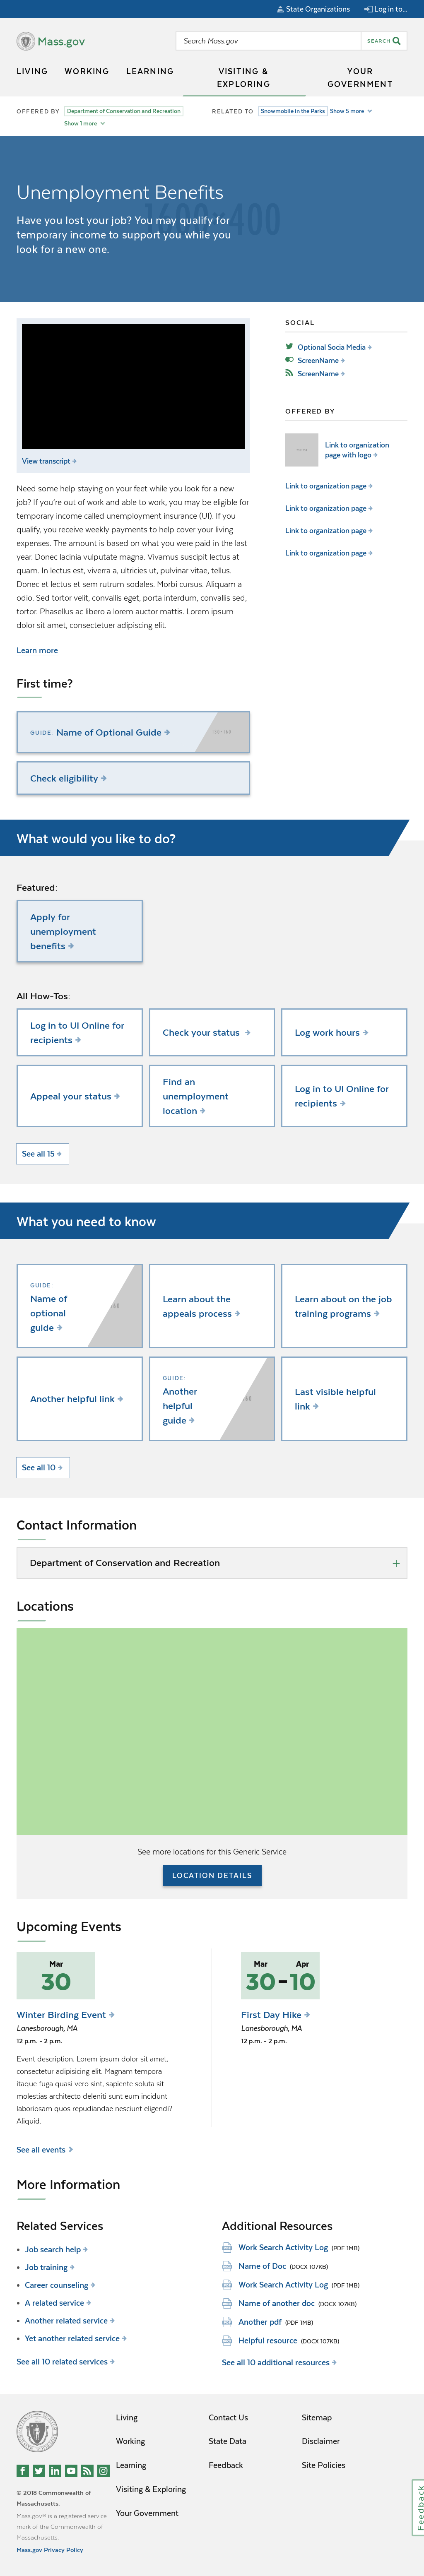 State Organizations
Log in to...
Mass.gov
Search Mass.gov
SEARCH
LIVING
WORKING
LEARNING
VISITING &
EXPLORING
YOUR
GOVERNMENT
OFFERED BY
Department of Conservation and Recreation
Show 1 more
RELATED TO
Snowmobile in the Parks
Show 5 more
Unemployment Benefits
Have you lost your job? You may qualify for
temporary income to support you while you
look for a new one.
1600x400
View transcript
Need some help staying on your feet while you look for a new
job? If you're out of work and able to work, you may be eligible for
temporary income called unemployment insurance (UI). If you
qualify, you receive weekly payments to help cover your living
expenses. The amount is based on what you were paid in the last
year. Donec lacinia vulputate magna. Vivamus suscipit lectus at
quam. In lectus est, viverra a, ultricies ut, pulvinar vitae, tellus.
Donec et lectus et sem rutrum sodales. Morbi cursus. Aliquam a
odio. Sed tortor velit, convallis eget, porta interdum, convallis sed,
tortor. Phasellus ac libero a lorem auctor mattis. Lorem ipsum
dolor sit amet, consectetuer adipiscing elit.
Learn more
SOCIAL
Optional Socia Media
ScreenName
ScreenName
OFFERED BY
Link to organization
page with logo
Link to organization page
Link to organization page
Link to organization page
Link to organization page
First time?
GUIDE: Name of Optional Guide
Check eligibility
What would you like to do?
Featured:
Apply for
unemployment
benefits
All How-Tos:
Log in to UI Online for
recipients
Check your status
Log work hours
Appeal your status
Find an
unemployment
location
Log in to UI Online for
recipients
See all 15
What you need to know
GUIDE:
Name of
optional
guide
Learn about the
appeals process
Learn about on the job
training programs
Another helpful link
GUIDE:
Another
helpful
guide
Last visible helpful
link
See all 10
Contact Information
Department of Conservation and Recreation
Locations
See more locations for this Generic Service
LOCATION DETAILS
Upcoming Events
Mar
30
Winter Birding Event
Lanesborough, MA
12 p.m. - 2 p.m.
Event description. Lorem ipsum dolor sit amet,
consectetur adipisicing elit. Magnam tempora
itaque fuga quasi vero sint, sapiente soluta sit
molestias architecto deleniti sunt eum incidunt
laboriosam quos repudiandae nesciunt eligendi?
Aliquid.
Mar Apr
30-10
First Day Hike
Lanesborough, MA
12 p.m. - 2 p.m.
See all events
More Information
Related Services
Job search help
Job training
Career counseling
A related service
Another related service
Yet another related service
See all 10 related services
Additional Resources
Work Search Activity Log (PDF 1MB)
Name of Doc (DOCX 107KB)
Work Search Activity Log (PDF 1MB)
Name of another doc (DOCX 107KB)
Another pdf (PDF 1MB)
Helpful resource (DOCX 107KB)
See all 10 additional resources
© 2018 Commonwealth of
Massachusetts.
Mass.gov® is a registered service
mark of the Commonwealth of
Massachusetts.
Mass.gov Privacy Policy
Living
Working
Learning
Visiting & Exploring
Your Government
Contact Us
State Data
Feedback
Sitemap
Disclaimer
Site Policies
Feedback